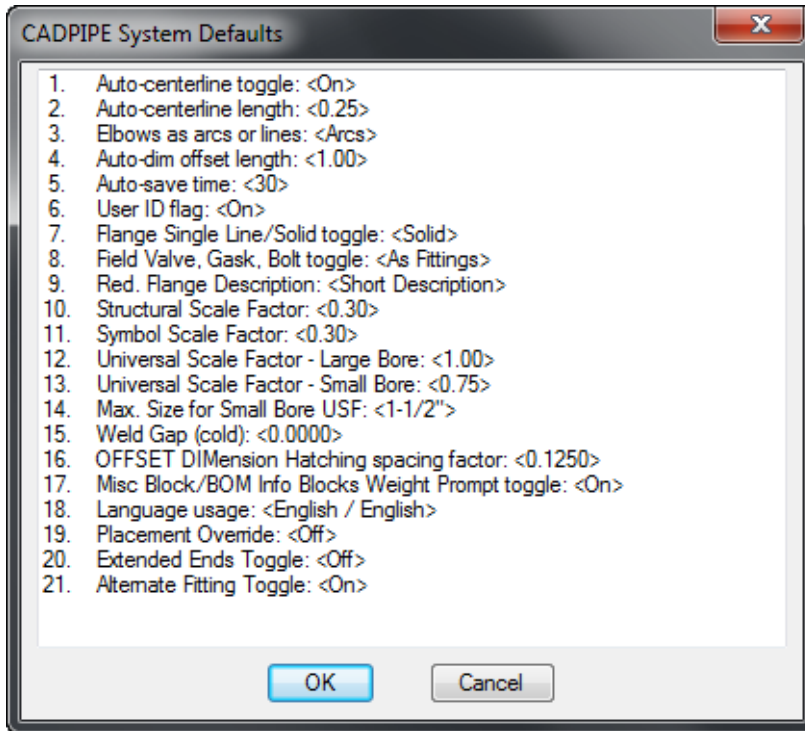 CADPIPE System Defaults
1. Auto-centerline toggle: <On>
2. Auto-centerline length: <0.25>
3. Elbows as arcs or lines: <Arcs>
4. Auto-dim offset length: <1.00>
5. Auto-save time: <30>
6. User ID flag: <On>
7. Flange Single Line/Solid toggle: <Solid>
8. Field Valve, Gask, Bolt toggle: <As Fittings>
9. Red. Flange Description: <Short Description>
10. Structural Scale Factor: <0.30>
11. Symbol Scale Factor: <0.30>
12. Universal Scale Factor - Large Bore: <1.00>
13. Universal Scale Factor - Small Bore: <0.75>
14. Max. Size for Small Bore USF: <1-1/2">
15. Weld Gap (cold): <0.0000>
16. OFFSET DIMension Hatching spacing factor: <0.1250>
17. Misc Block/BOM Info Blocks Weight Prompt toggle: <On>
18. Language usage: <English / English>
19. Placement Override: <Off>
20. Extended Ends Toggle: <Off>
21. Alternate Fitting Toggle: <On>
OK Cancel